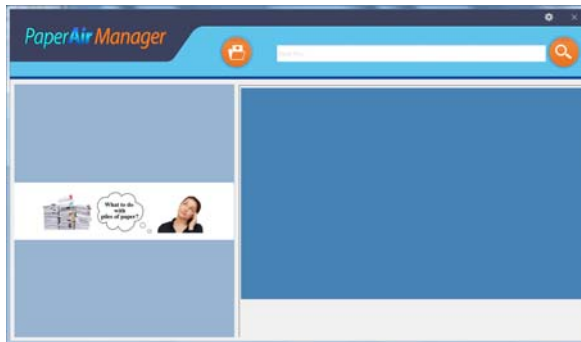 PaperAir Manager
What to do
with
piles of paper?